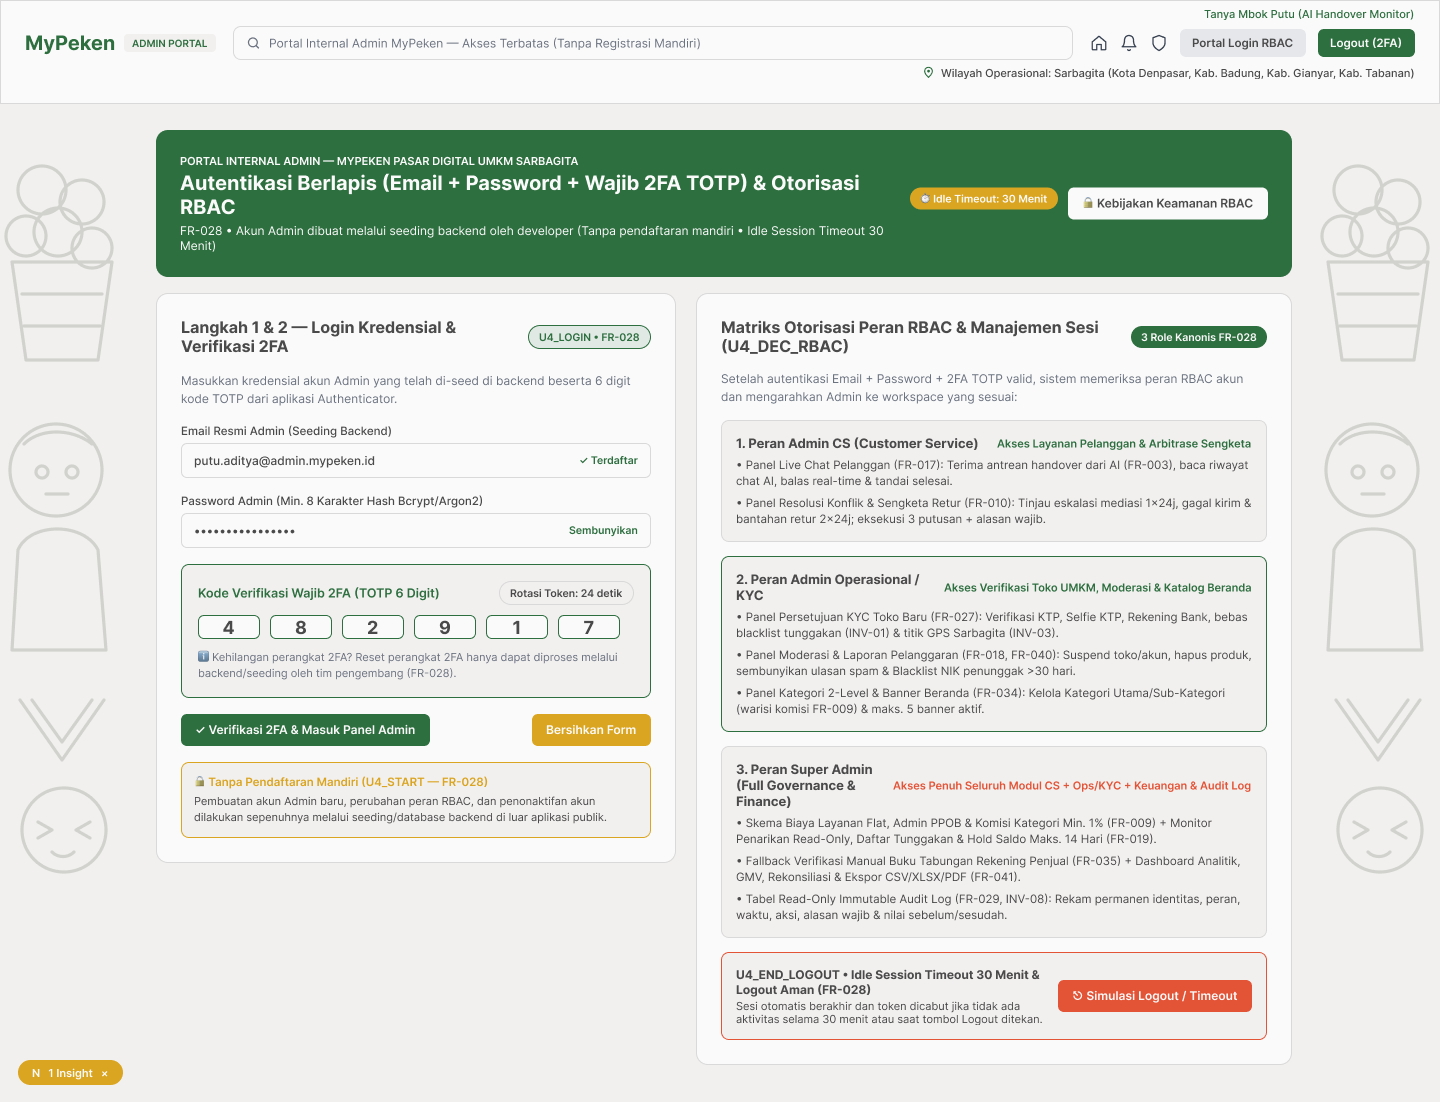 Tanya Mbok Putu (AI Handover Monitor)
MyPeken
ADMIN PORTAL
Portal Internal Admin MyPeken — Akses Terbatas (Tanpa Registrasi Mandiri)
Portal Login RBAC
Logout (2FA)
Wilayah Operasional: Sarbagita (Kota Denpasar, Kab. Badung, Kab. Gianyar, Kab. Tabanan)
PORTAL INTERNAL ADMIN — MYPEKEN PASAR DIGITAL UMKM SARBAGITA
Autentikasi Berlapis (Email + Password + Wajib 2FA TOTP) & Otorisasi
RBAC
FR-028 • Akun Admin dibuat melalui seeding backend oleh developer (Tanpa pendaftaran mandiri • Idle Session Timeout 30
Menit)
Idle Timeout: 30 Menit
Kebijakan Keamanan RBAC
Langkah 1 & 2 — Login Kredensial &
Verifikasi 2FA
U4_LOGIN • FR-028
Masukkan kredensial akun Admin yang telah di-seed di backend beserta 6 digit
kode TOTP dari aplikasi Authenticator.
Email Resmi Admin (Seeding Backend)
putu.aditya@admin.mypeken.id
✓ Terdaftar
Password Admin (Min. 8 Karakter Hash Bcrypt/Argon2)
••••••••••••••••
Sembunyikan
Kode Verifikasi Wajib 2FA (TOTP 6 Digit)
Rotasi Token: 24 detik
4 8 2 9 1 7
ℹ️ Kehilangan perangkat 2FA? Reset perangkat 2FA hanya dapat diproses melalui
backend/seeding oleh tim pengembang (FR-028).
✓ Verifikasi 2FA & Masuk Panel Admin
Bersihkan Form
🔒 Tanpa Pendaftaran Mandiri (U4_START — FR-028)
Pembuatan akun Admin baru, perubahan peran RBAC, dan penonaktifan akun
dilakukan sepenuhnya melalui seeding/database backend di luar aplikasi publik.
Matriks Otorisasi Peran RBAC & Manajemen Sesi
(U4_DEC_RBAC)
3 Role Kanonis FR-028
Setelah autentikasi Email + Password + 2FA TOTP valid, sistem memeriksa peran RBAC akun
dan mengarahkan Admin ke workspace yang sesuai:
1. Peran Admin CS (Customer Service)
Akses Layanan Pelanggan & Arbitrase Sengketa
• Panel Live Chat Pelanggan (FR-017): Terima antrean handover dari AI (FR-003), baca riwayat
chat AI, balas real-time & tandai selesai.
• Panel Resolusi Konflik & Sengketa Retur (FR-010): Tinjau eskalasi mediasi 1×24j, gagal kirim &
bantahan retur 2×24j; eksekusi 3 putusan + alasan wajib.
2. Peran Admin Operasional /
KYC
Akses Verifikasi Toko UMKM, Moderasi & Katalog Beranda
• Panel Persetujuan KYC Toko Baru (FR-027): Verifikasi KTP, Selfie KTP, Rekening Bank, bebas
blacklist tunggakan (INV-01) & titik GPS Sarbagita (INV-03).
• Panel Moderasi & Laporan Pelanggaran (FR-018, FR-040): Suspend toko/akun, hapus produk,
sembunyikan ulasan spam & Blacklist NIK penunggak >30 hari.
• Panel Kategori 2-Level & Banner Beranda (FR-034): Kelola Kategori Utama/Sub-Kategori
(warisi komisi FR-009) & maks. 5 banner aktif.
3. Peran Super Admin
(Full Governance &
Finance)
Akses Penuh Seluruh Modul CS + Ops/KYC + Keuangan & Audit Log
• Skema Biaya Layanan Flat, Admin PPOB & Komisi Kategori Min. 1% (FR-009) + Monitor
Penarikan Read-Only, Daftar Tunggakan & Hold Saldo Maks. 14 Hari (FR-019).
• Fallback Verifikasi Manual Buku Tabungan Rekening Penjual (FR-035) + Dashboard Analitik,
GMV, Rekonsiliasi & Ekspor CSV/XLSX/PDF (FR-041).
• Tabel Read-Only Immutable Audit Log (FR-029, INV-08): Rekam permanen identitas, peran,
waktu, aksi, alasan wajib & nilai sebelum/sesudah.
U4_END_LOGOUT • Idle Session Timeout 30 Menit &
Logout Aman (FR-028)
Sesi otomatis berakhir dan token dicabut jika tidak ada
aktivitas selama 30 menit atau saat tombol Logout ditekan.
Simulasi Logout / Timeout
N 1 Insight ×